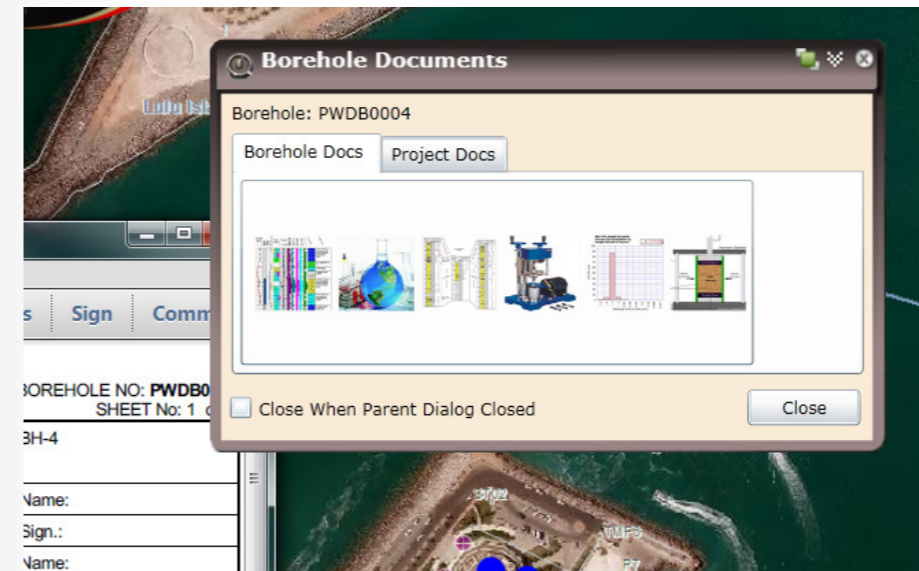 Borehole Documents
Borehole: PWDB0004
Borehole Docs
Project Docs
Close When Parent Dialog Closed
Close
s
Sign
Comm
BOREHOLE NO: PWDB0
SHEET No: 1
BH-4
Name:
Sign.:
Name: